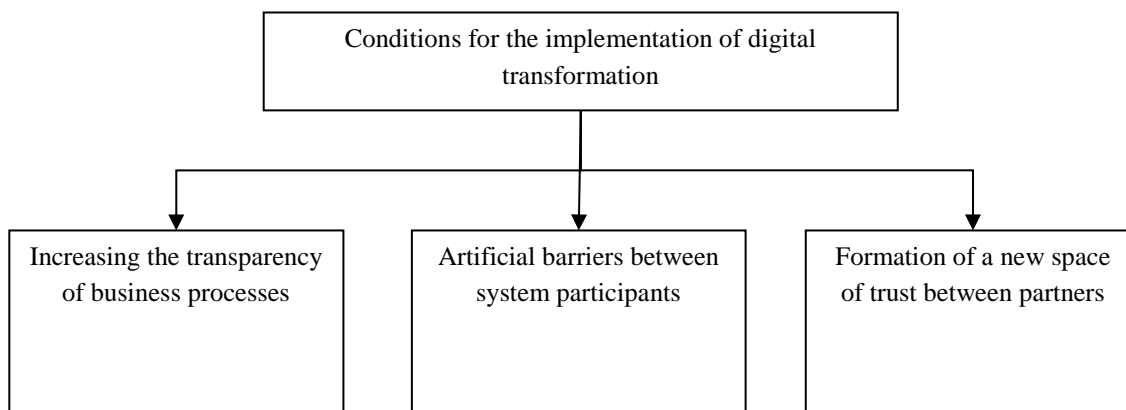 Conditions for the implementation of digital
transformation
Increasing the transparency
of business processes
Artificial barriers between
system participants
Formation of a new space
of trust between partners